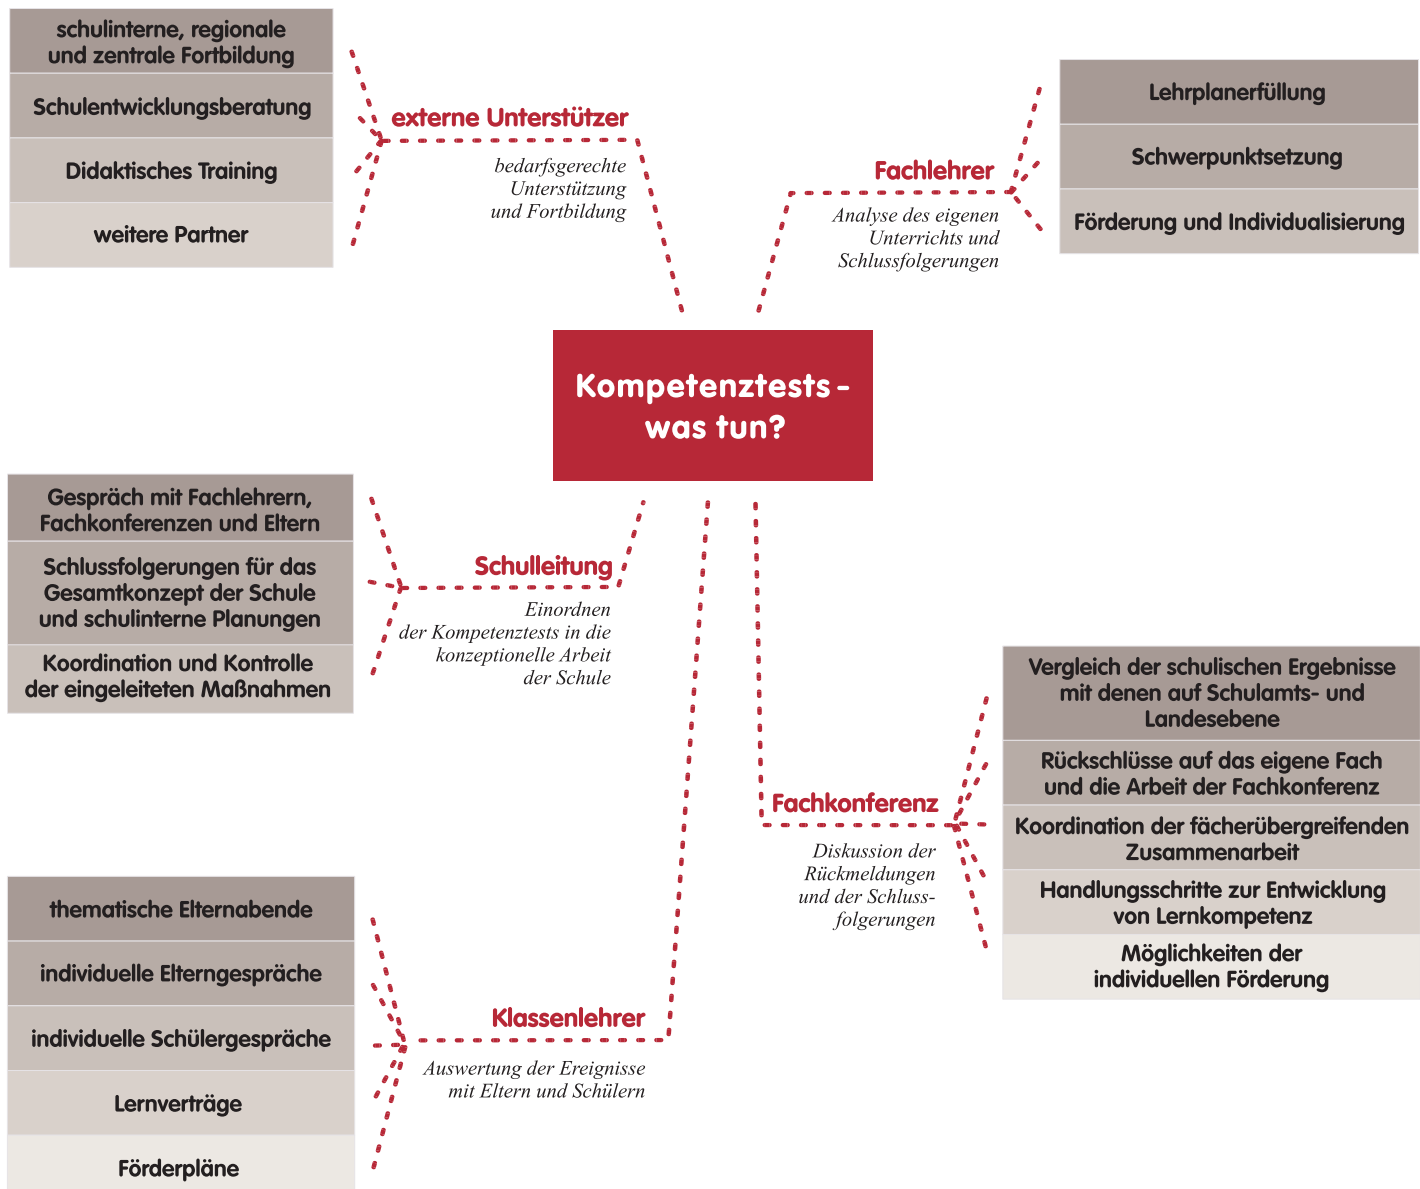 schulinterne, regionale
und zentrale Fortbildung
Schulentwicklungsberatung
Didaktisches Training
weitere Partner
externe Unterstützer
bedarfsgerechte
Unterstützung
und Fortbildung
Fachlehrer
Analyse des eigenen
Unterrichts und
Schlussfolgerungen
Lehrplanerfüllung
Schwerpunktsetzung
Förderung und Individualisierung
Kompetenztests -
was tun?
Gespräch mit Fachlehrern,
Fachkonferenzen und Eltern
Schlussfolgerungen für das
Gesamtkonzept der Schule
und schulinterne Planungen
Koordination und Kontrolle
der eingeleiteten Maßnahmen
Schulleitung
Einordnen
der Kompetenztests in die
konzeptionelle Arbeit
der Schule
Fachkonferenz
Diskussion der
Rückmeldungen
und der Schluss-
folgerungen
Vergleich der schulischen Ergebnisse
mit denen auf Schulamts- und
Landesebene
Rückschlüsse auf das eigene Fach
und die Arbeit der Fachkonferenz
Koordination der fächerübergreifenden
Zusammenarbeit
Handlungsschritte zur Entwicklung
von Lernkompetenz
Möglichkeiten der
individuellen Förderung
thematische Elternabende
individuelle Elterngespräche
individuelle Schülergespräche
Lernverträge
Förderpläne
Klassenlehrer
Auswertung der Ereignisse
mit Eltern und Schülern